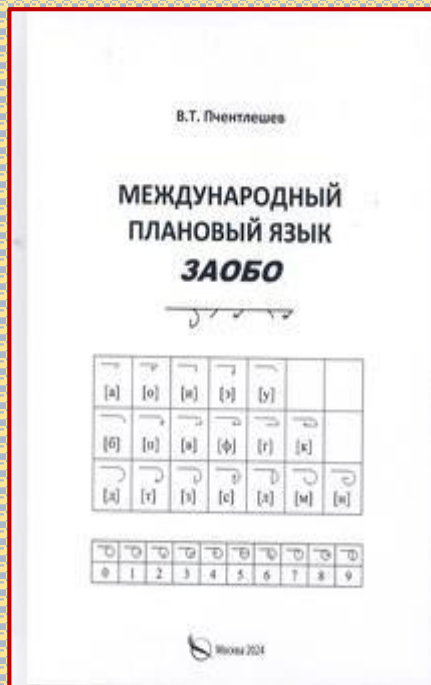 В.Т. Пчентлешев
МЕЖДУНАРОДНЫЙ
ПЛАНОВЫЙ ЯЗЫК
ЗАОБО
[а] [о] [и] [э] [у]
[б] [п] [в] [ф] [г] [к]
[д] [т] [з] [с] [л] [м] [н]
0 1 2 3 4 5 6 7 8 9
Москва 2024